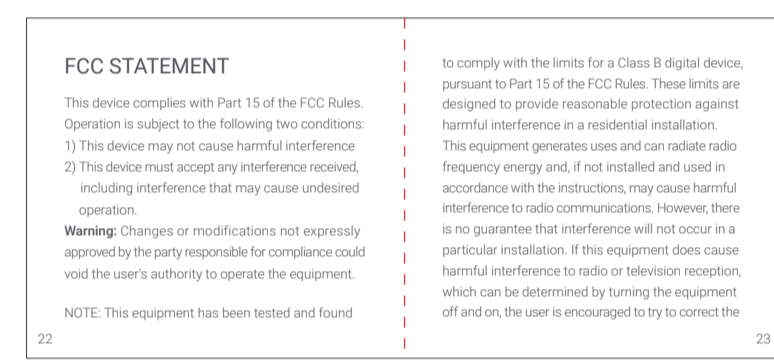 FCC STATEMENT
This device complies with Part 15 of the FCC Rules.
Operation is subject to the following two conditions:
1) This device may not cause harmful interference
2) This device must accept any interference received,
including interference that may cause undesired
operation.
Warning: Changes or modifications not expressly
approved by the party responsible for compliance could
void the user's authority to operate the equipment.
NOTE: This equipment has been tested and found
22
to comply with the limits for a Class B digital device,
pursuant to Part 15 of the FCC Rules. These limits are
designed to provide reasonable protection against
harmful interference in a residential installation.
This equipment generates uses and can radiate radio
frequency energy and, if not installed and used in
accordance with the instructions, may cause harmful
interference to radio communications. However, there
is no guarantee that interference will not occur in a
particular installation. If this equipment does cause
harmful interference to radio or television reception,
which can be determined by turning the equipment
off and on, the user is encouraged to try to correct the
23